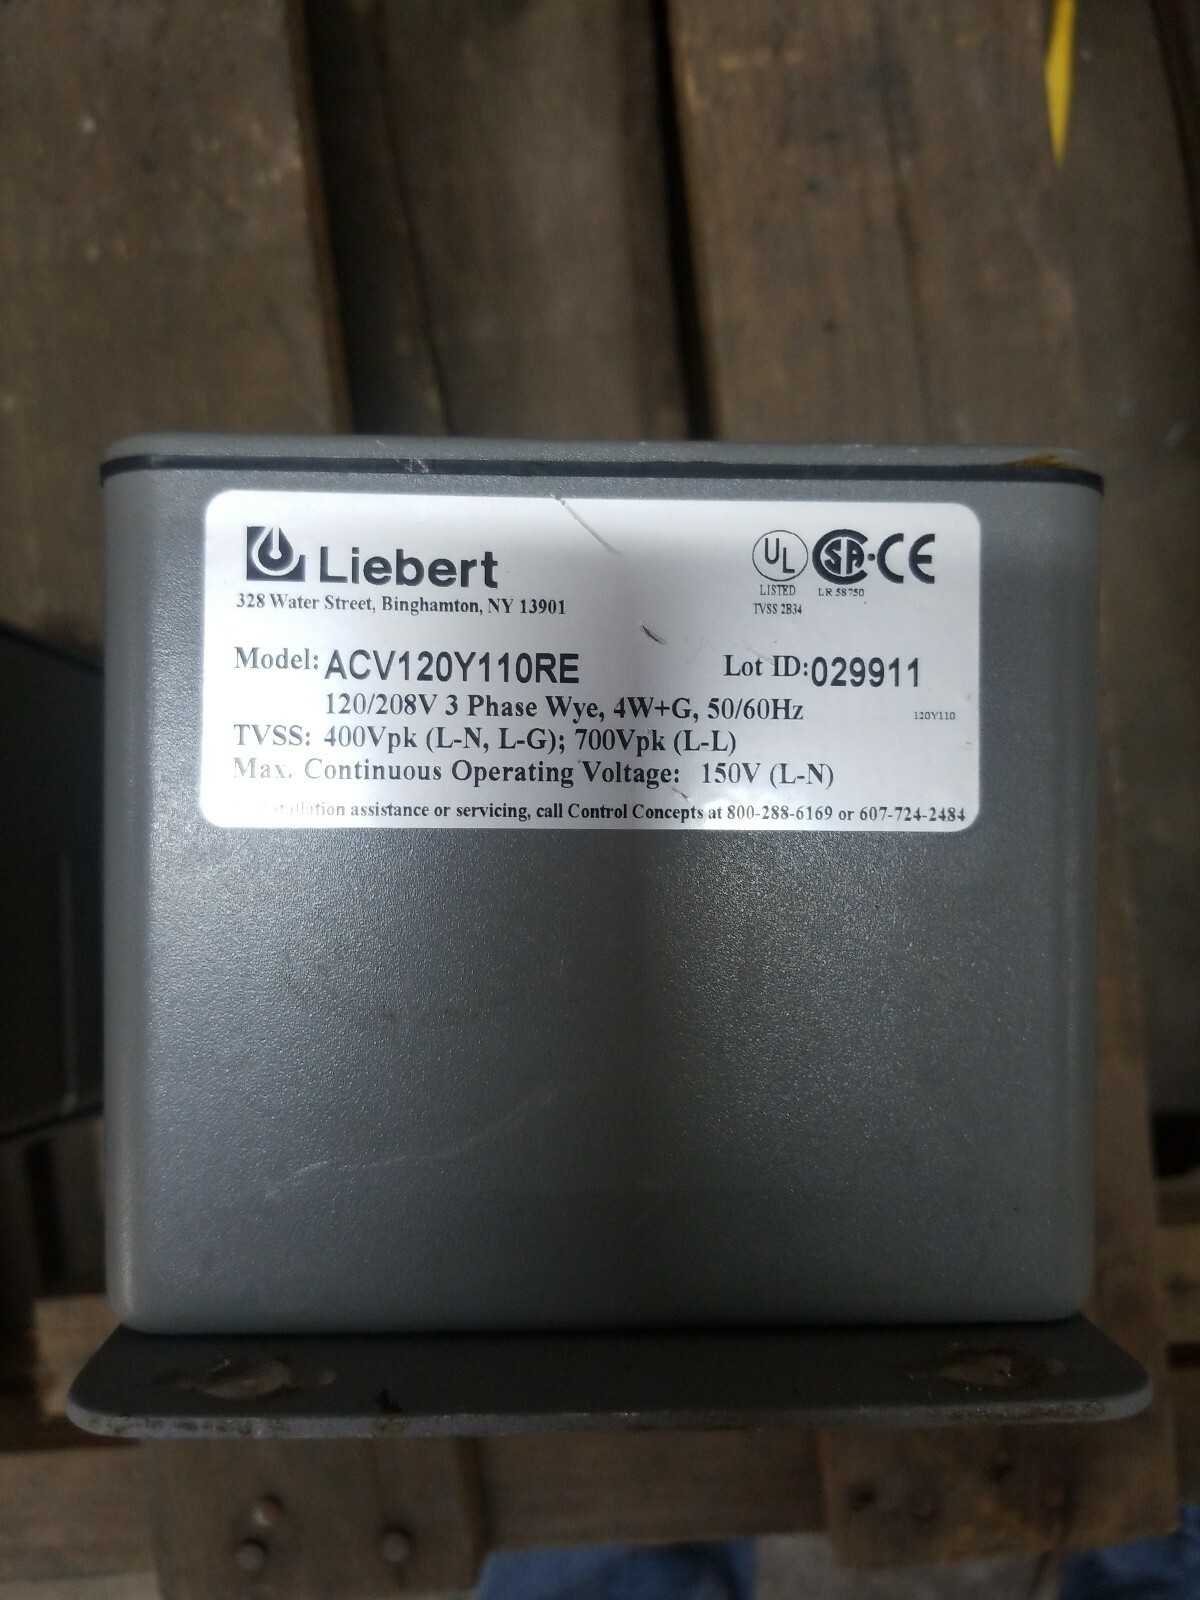 Liebert
328 Water Street, Binghamton, NY 13901
UL
LISTED
TVSS 2B34
SA
LR 58750
CE
Model: ACV120Y110RE
Lot ID: 029911
120/208V 3 Phase Wye, 4W+G, 50/60Hz
120Y110
TVSS: 400Vpk (L-N, L-G); 700Vpk (L-L)
Max. Continuous Operating Voltage: 150V (L-N)
assistance or servicing, call Control Concepts at 800-288-6169 or 607-724-2484